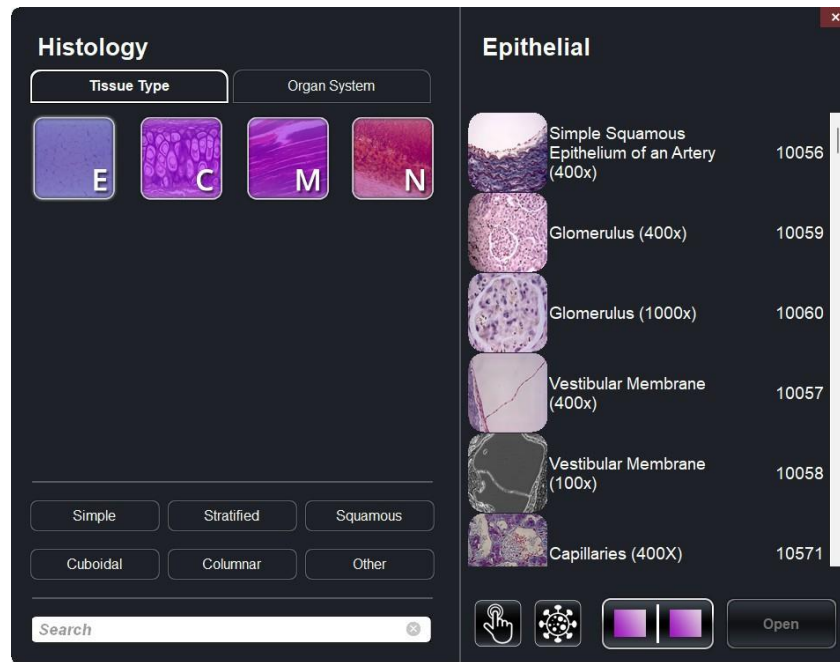 Histology
Tissue Type
Organ System
E
C
M
N
Simple
Stratified
Squamous
Cuboidal
Columnar
Other
Search
Epithelial
Simple Squamous
Epithelium of an Artery
(400x)
10056
Glomerulus (400x)
10059
Glomerulus (1000x)
10060
Vestibular Membrane
(400x)
10057
Vestibular Membrane
(100x)
10058
Capillaries (400X)
10571
Open